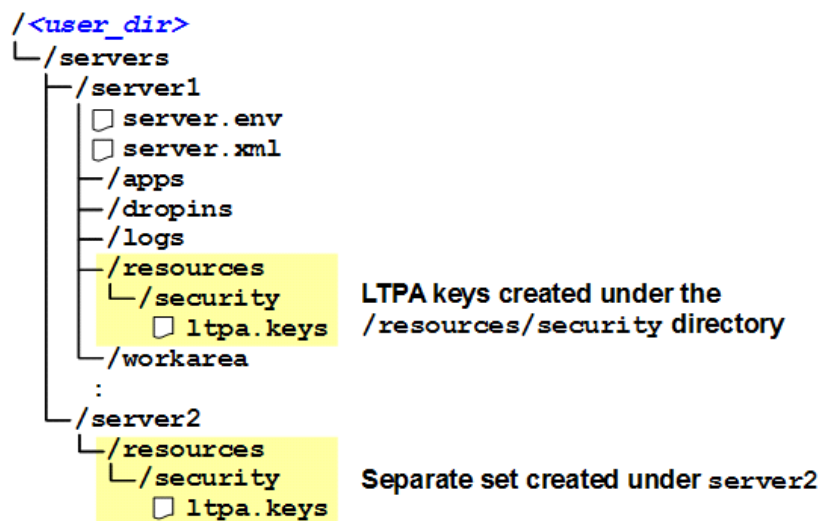 /<user_dir>
/servers
/server1
server.env
server.xml
/apps
/dropins
/logs
/resources
/security
ltpa.keys
LTPA keys created under the
/resources/security directory
/workarea
:
/server2
/resources
/security
ltpa.keys
Separate set created under server2